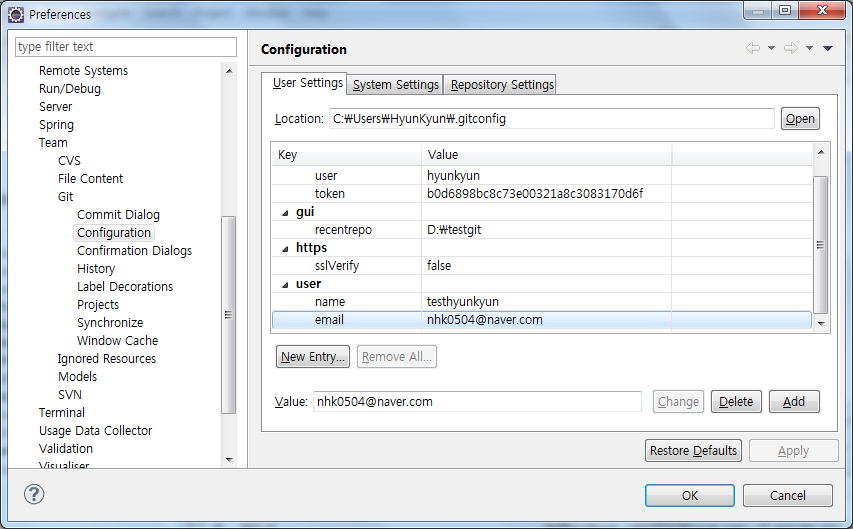 Preferences
type filter text
Remote Systems
Run/Debug
Server
Spring
Team
CVS
File Content
Git
Commit Dialog
Configuration
Confirmation Dialogs
History
Label Decorations
Projects
Synchronize
Window Cache
Ignored Resources
Models
SVN
Terminal
Usage Data Collector
Validation
Visualiser
Configuration
User Settings System Settings Repository Settings
Location: C:₩Users₩HyunKyun₩.gitconfig Open
Key Value
user hyunkyun
token b0d6898bc8c73e00321a8c3083170d6f
gui
recentrepo D:₩testgit
https
sslVerify false
user
name testhyunkyun
email nhk0504@naver.com
New Entry... Remove All...
Value: nhk0504@naver.com Change Delete Add
Restore Defaults Apply
? OK Cancel